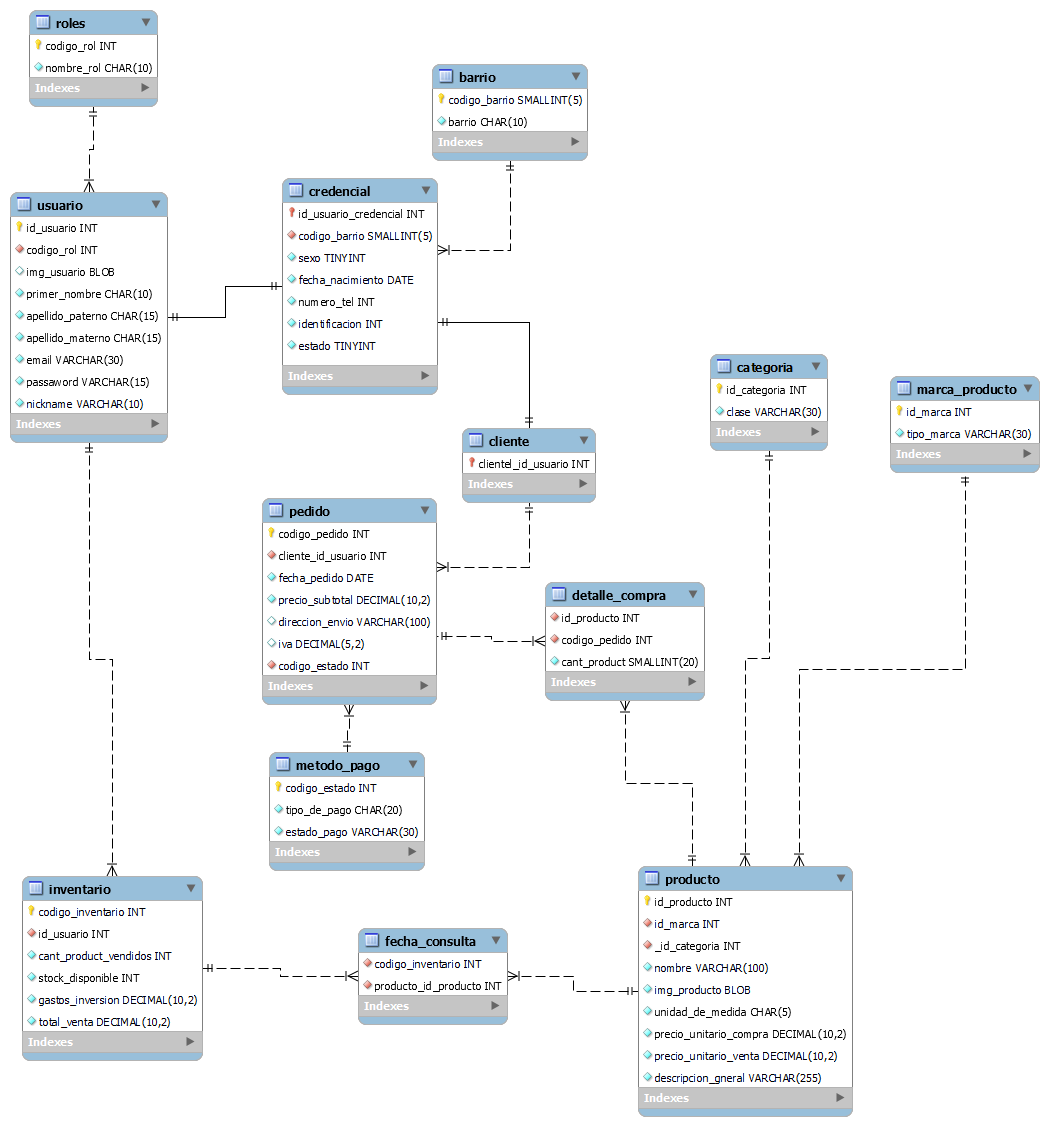 roles
codigo_rol INT
nombre_rol CHAR(10)
Indexes
barrio
codigo_barrio SMALLINT(5)
barrio CHAR(10)
Indexes
usuario
id_usuario INT
codigo_rol INT
img_usuario BLOB
primer_nombre CHAR(10)
apellido_paterno CHAR(15)
apellido_materno CHAR(15)
email VARCHAR(30)
passaword VARCHAR(15)
nickname VARCHAR(10)
Indexes
credencial
id_usuario_credencial INT
codigo_barrio SMALLINT(5)
sexo TINYINT
fecha_nacimiento DATE
numero_tel INT
identificacion INT
estado TINYINT
Indexes
categoria
id_categoria INT
clase VARCHAR(30)
Indexes
marca_producto
id_marca INT
tipo_marca VARCHAR(30)
Indexes
cliente
clientel_id_usuario INT
Indexes
pedido
codigo_pedido INT
cliente_id_usuario INT
fecha_pedido DATE
precio_subtotal DECIMAL(10,2)
direccion_envio VARCHAR(100)
iva DECIMAL(5,2)
codigo_estado INT
Indexes
detalle_compra
id_producto INT
codigo_pedido INT
cant_product SMALLINT(20)
Indexes
metodo_pago
codigo_estado INT
tipo_de_pago CHAR(20)
estado_pago VARCHAR(30)
Indexes
inventario
codigo_inventario INT
id_usuario INT
cant_product_vendidos INT
stock_disponible INT
gastos_inversion DECIMAL(10,2)
total_venta DECIMAL(10,2)
Indexes
fecha_consulta
codigo_inventario INT
producto_id_producto INT
Indexes
producto
id_producto INT
id_marca INT
_id_categoria INT
nombre VARCHAR(100)
img_producto BLOB
unidad_de_medida CHAR(5)
precio_unitario_compra DECIMAL(10,2)
precio_unitario_venta DECIMAL(10,2)
descripcion_gneral VARCHAR(255)
Indexes